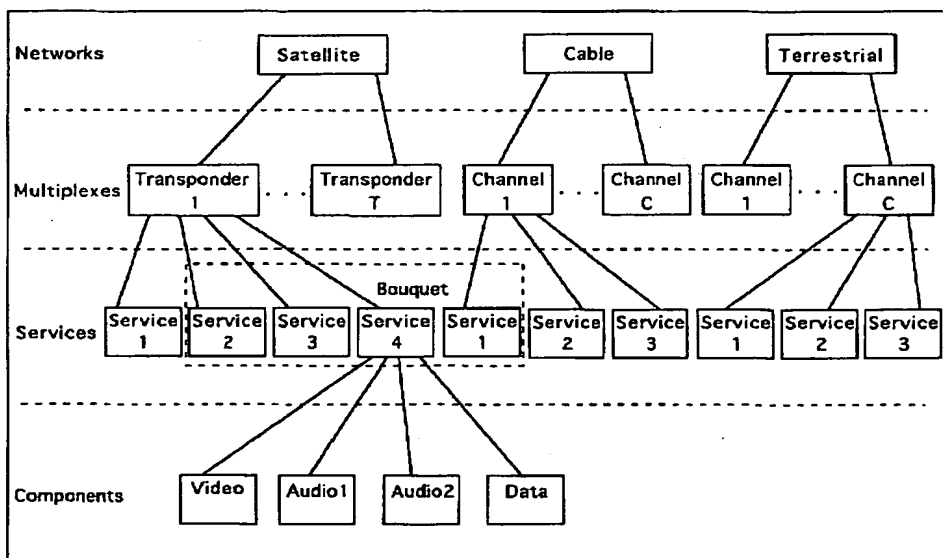 Networks
Satellite
Cable
Terrestrial
Multiplexes
Transponder
1
. . .
Transponder
T
Channel
1
. . .
Channel
C
Channel
1
. . .
Channel
C
Bouquet
Services
Service
1
Service
2
Service
3
Service
4
Service
1
Service
2
Service
3
Service
1
Service
2
Service
3
Components
Video
Audio1
Audio2
Data